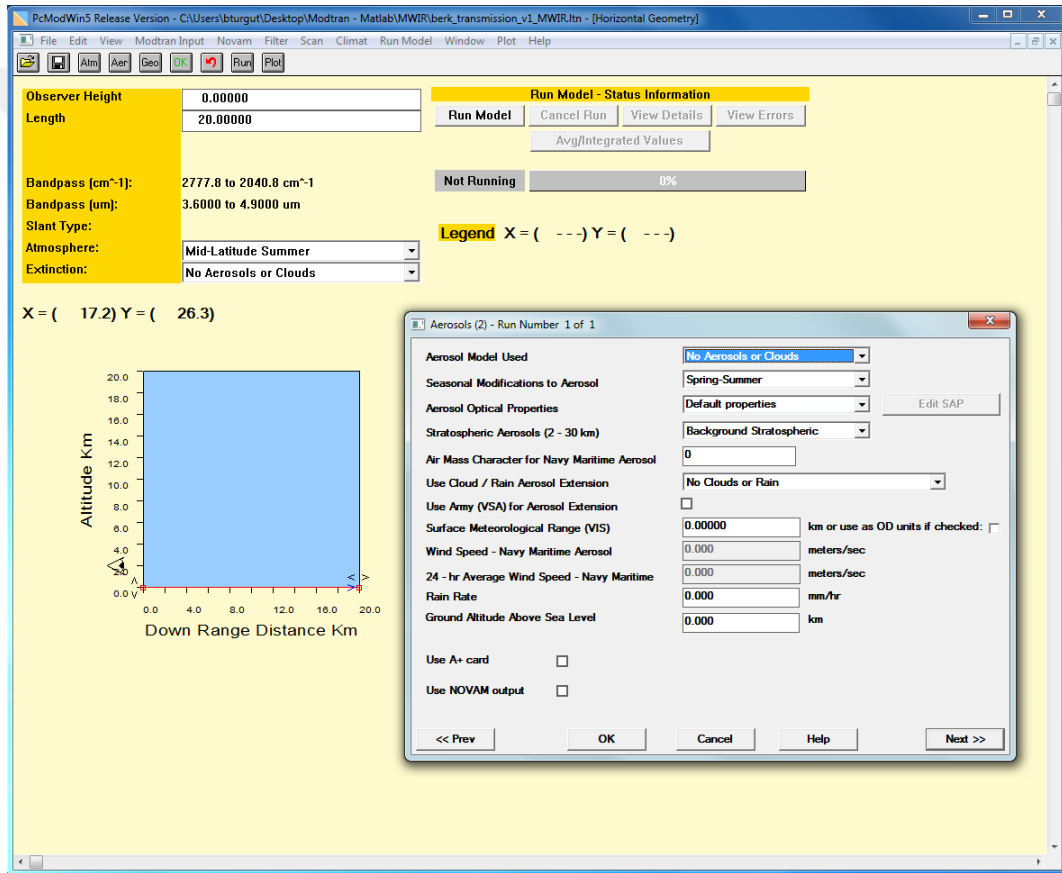 PcModWin5 Release Version - C:\Users\bturgut\Desktop\Modtran - Matlab\MWIR\berk_transmission_v1_MWIR.ltn - [Horizontal Geometry]
File Edit View Modtran Input Novam Filter Scan Climat Run Model Window Plot Help
Atm Aer Geo OK Run Plot
Observer Height 0.00000
Length 20.00000
Bandpass (cm^-1): 2777.8 to 2040.8 cm^-1
Bandpass (um): 3.6000 to 4.9000 um
Slant Type:
Atmosphere: Mid-Latitude Summer
Extinction: No Aerosols or Clouds
Run Model - Status Information
Run Model Cancel Run View Details View Errors
Avg/Integrated Values
Not Running 0%
Legend X = ( - - -) Y = ( - - -)
X = ( 17.2) Y = ( 26.3)
Altitude Km
20.0
18.0
16.0
14.0
12.0
10.0
8.0
6.0
4.0
2.0
0.0
0.0 4.0 8.0 12.0 16.0 20.0
Down Range Distance Km
Aerosols (2) - Run Number 1 of 1
Aerosol Model Used No Aerosols or Clouds
Seasonal Modifications to Aerosol Spring-Summer
Aerosol Optical Properties Default properties Edit SAP
Stratospheric Aerosols (2 - 30 km) Background Stratospheric
Air Mass Character for Navy Maritime Aerosol 0
Use Cloud / Rain Aerosol Extension No Clouds or Rain
Use Army (VSA) for Aerosol Extension
Surface Meteorological Range (VIS) 0.00000 km or use as OD units if checked:
Wind Speed - Navy Maritime Aerosol 0.000 meters/sec
24 - hr Average Wind Speed - Navy Maritime 0.000 meters/sec
Rain Rate 0.000 mm/hr
Ground Altitude Above Sea Level 0.000 km
Use A+ card
Use NOVAM output
<< Prev OK Cancel Help Next >>